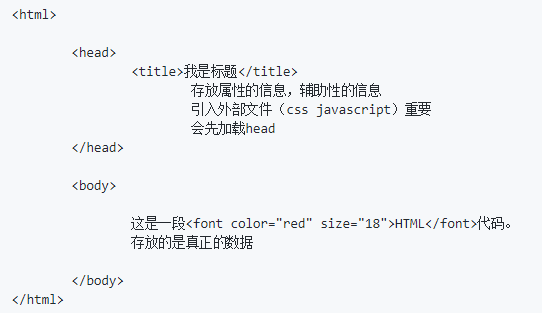 <html>
<head>
<title>我是标题</title>
存放属性的信息，辅助性的信息
引入外部文件（css javascript）重要
会先加载head
</head>
<body>
这是一段<font color="red" size="18">HTML</font>代码。
存放的是真正的数据
</body>
</html>